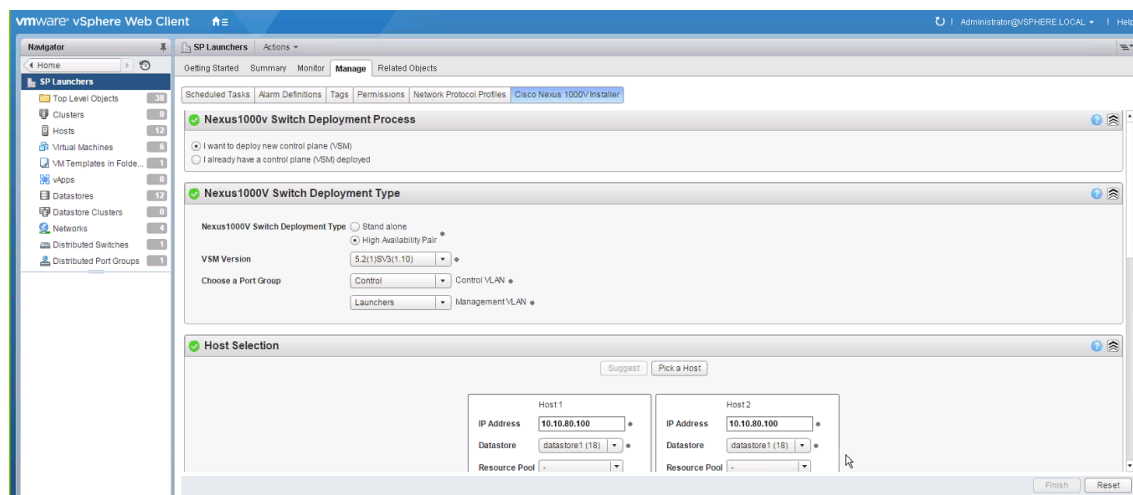 vmware® vSphere Web Client
Administrator@VSPHERE.LOCAL
Help
Navigator
Home
SP Launchers
Top Level Objects 38
Clusters 0
Hosts 12
Virtual Machines 6
VM Templates in Folde... 1
vApps 0
Datastores 12
Datastore Clusters 0
Networks 4
Distributed Switches 1
Distributed Port Groups 1
SP Launchers Actions
Getting Started Summary Monitor Manage Related Objects
Scheduled Tasks Alarm Definitions Tags Permissions Network Protocol Profiles Cisco Nexus 1000V Installer
Nexus1000v Switch Deployment Process
I want to deploy new control plane (VSM)
I already have a control plane (VSM) deployed
Nexus1000V Switch Deployment Type
Nexus1000V Switch Deployment Type Stand alone
High Availability Pair
VSM Version 5.2(1)SV3(1.10)
Choose a Port Group Control Control VLAN
Launchers Management VLAN
Host Selection
Suggest Pick a Host
Host 1 Host 2
IP Address 10.10.80.100 IP Address 10.10.80.100
Datastore datastore1 (18) Datastore datastore1 (18)
Resource Pool - Resource Pool -
Finish Reset